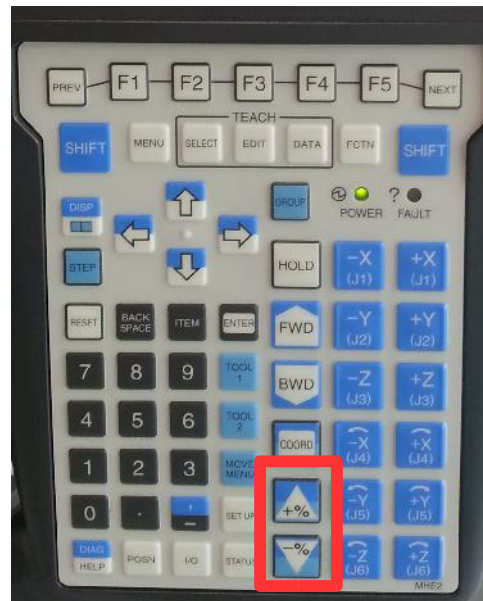 PREV F1 F2 F3 F4 F5 NEXT
TEACH
SHIFT MENU SELECT EDIT DATA FCTN SHIFT
DISP GROUP POWER ? FAULT
STEP HOLD -X (J1) +X (J1)
RESET BACK SPACE ITEM ENTER FWD -Y (J2) +Y (J2)
7 8 9 TOOL 1 BWD -Z (J3) +Z (J3)
4 5 6 TOOL 2 COORD -X (J4) +X (J4)
1 2 3 MOVE MENU +% -Y (J5) +Y (J5)
0 . , - SET UP -% -Z (J6) +Z (J6)
DIAG HELP POSN I/O STATUS
MHE2